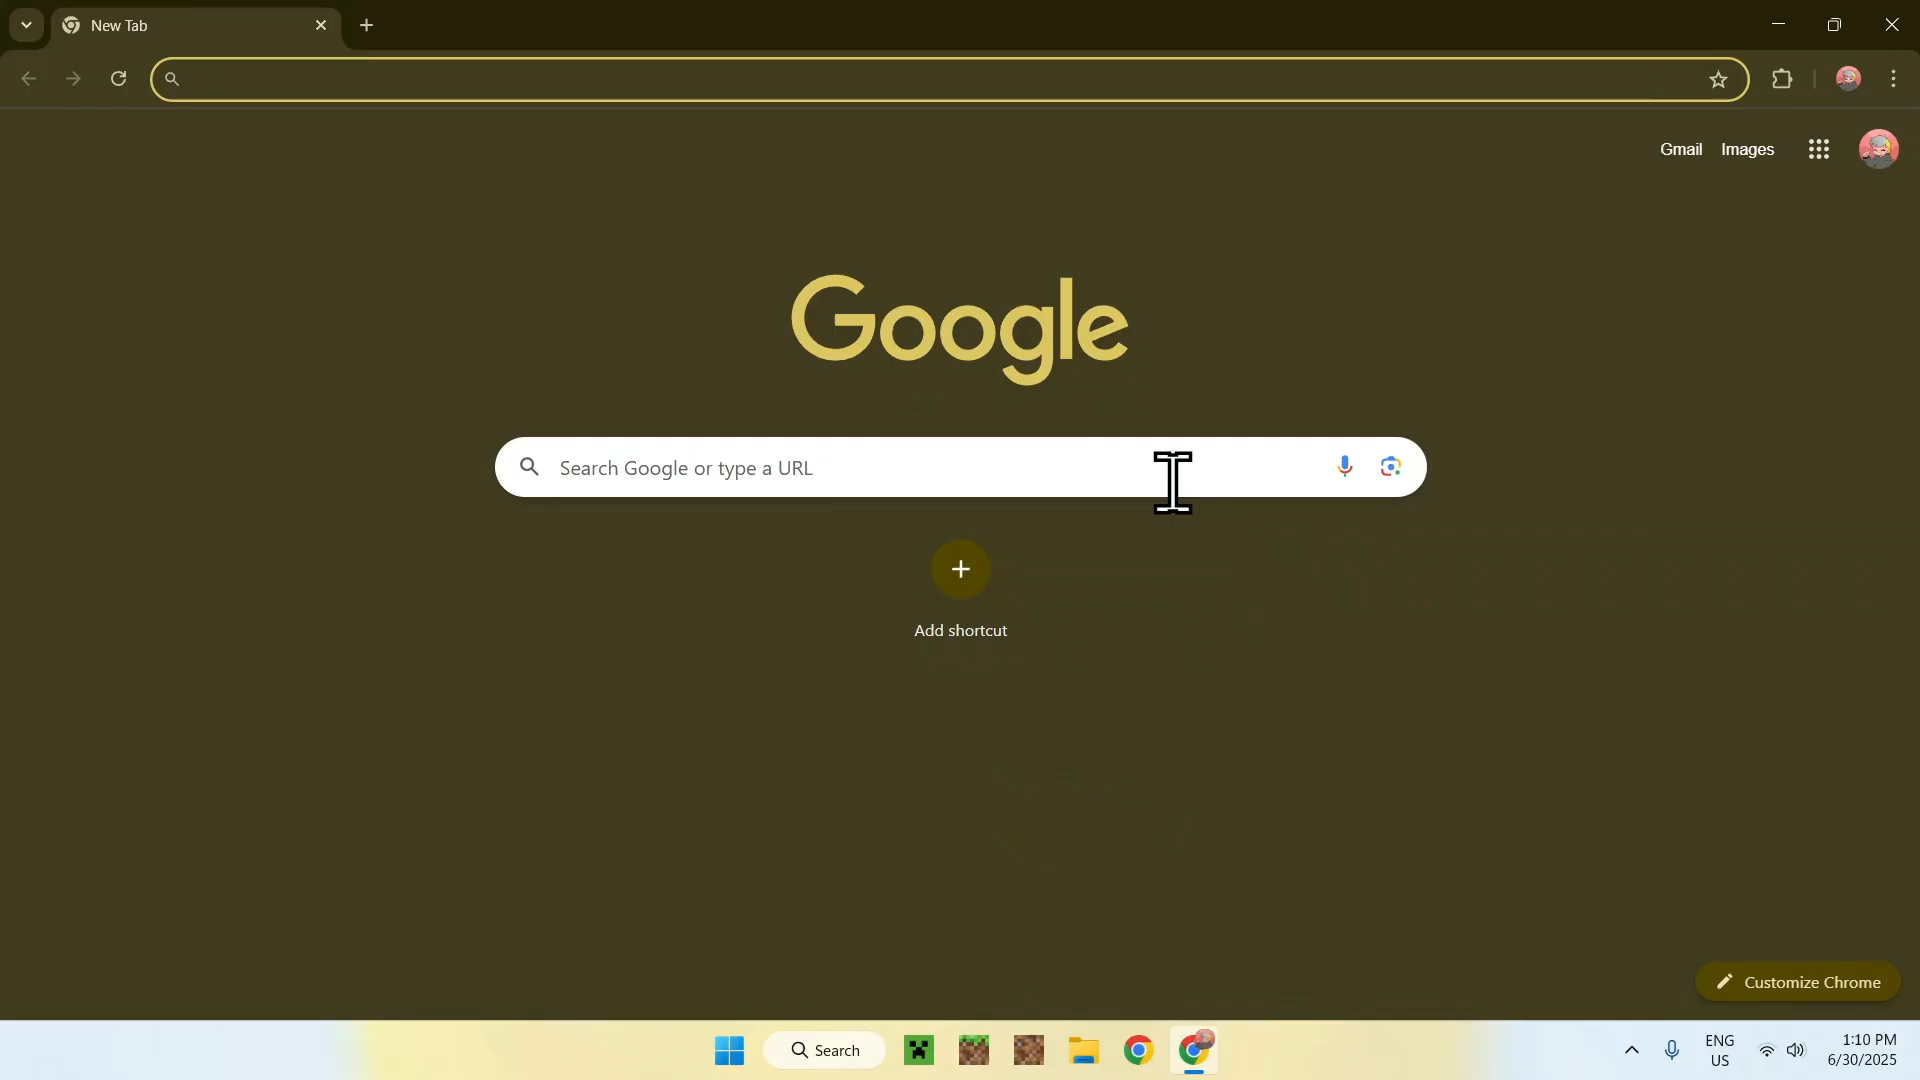 New Tab
Gmail Images
Google
Search Google or type a URL
Add shortcut
Customize Chrome
Search
ENG
US
1:10 PM
6/30/2025